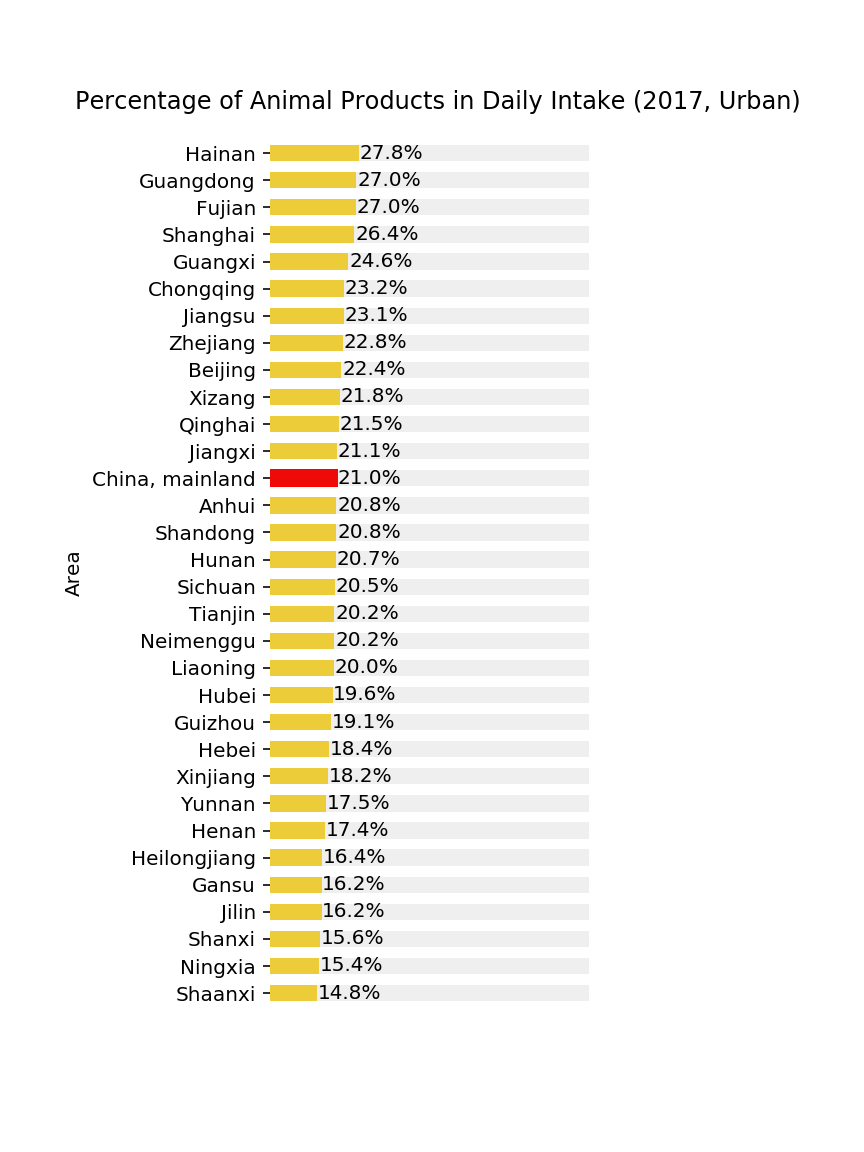 Percentage of Animal Products in Daily Intake (2017, Urban)
Hainan 27.8%
Guangdong 27.0%
Fujian 27.0%
Shanghai 26.4%
Guangxi 24.6%
Chongqing 23.2%
Jiangsu 23.1%
Zhejiang 22.8%
Beijing 22.4%
Xizang 21.8%
Qinghai 21.5%
Jiangxi 21.1%
China, mainland 21.0%
Anhui 20.8%
Shandong 20.8%
Hunan 20.7%
Area
Sichuan 20.5%
Tianjin 20.2%
Neimenggu 20.2%
Liaoning 20.0%
Hubei 19.6%
Guizhou 19.1%
Hebei 18.4%
Xinjiang 18.2%
Yunnan 17.5%
Henan 17.4%
Heilongjiang 16.4%
Gansu 16.2%
Jilin 16.2%
Shanxi 15.6%
Ningxia 15.4%
Shaanxi 14.8%